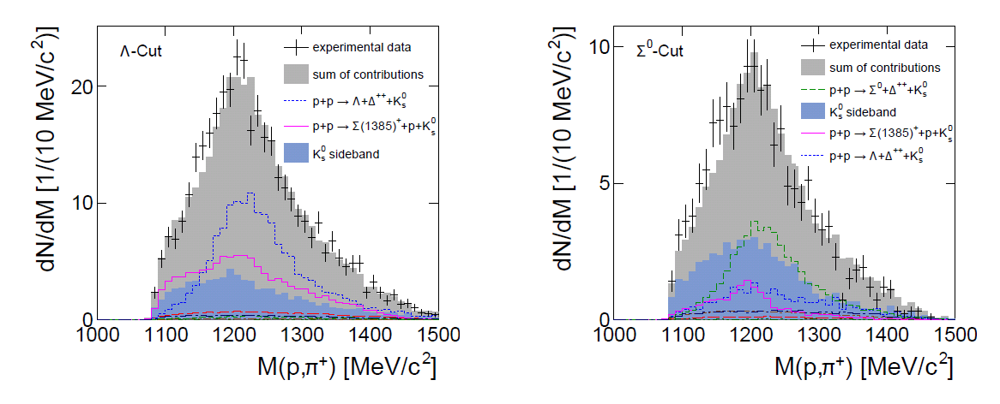 dN/dM [1/(10 MeV/c²)]
Λ-Cut
experimental data
sum of contributions
p+p → Λ+Δ⁺⁺+K⁰ₛ
p+p → Σ(1385)⁺+p+K⁰ₛ
K⁰ₛ sideband
20
10
0
1000 1100 1200 1300 1400 1500
M(p,π⁺) [MeV/c²]
dN/dM [1/(10 MeV/c²)]
Σ⁰-Cut
experimental data
sum of contributions
p+p → Σ⁰+Δ⁺⁺+K⁰ₛ
K⁰ₛ sideband
p+p → Σ(1385)⁺+p+K⁰ₛ
p+p → Λ+Δ⁺⁺+K⁰ₛ
10
5
0
1000 1100 1200 1300 1400 1500
M(p,π⁺) [MeV/c²]